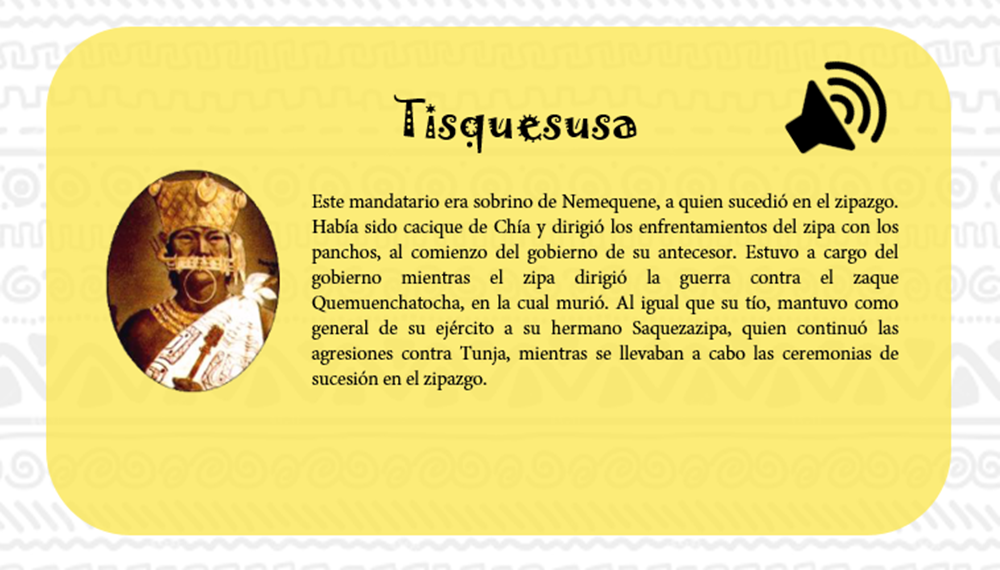 Tisquesusa
Este mandatario era sobrino de Nemequene, a quien sucedió en el zipazgo.
Había sido cacique de Chía y dirigió los enfrentamientos del zipa con los
panchos, al comienzo del gobierno de su antecesor. Estuvo a cargo del
gobierno mientras el zipa dirigió la guerra contra el zaque
Quemuenchatocha, en la cual murió. Al igual que su tío, mantuvo como
general de su ejército a su hermano Saquezazipa, quien continuó las
agresiones contra Tunja, mientras se llevaban a cabo las ceremonias de
sucesión en el zipazgo.